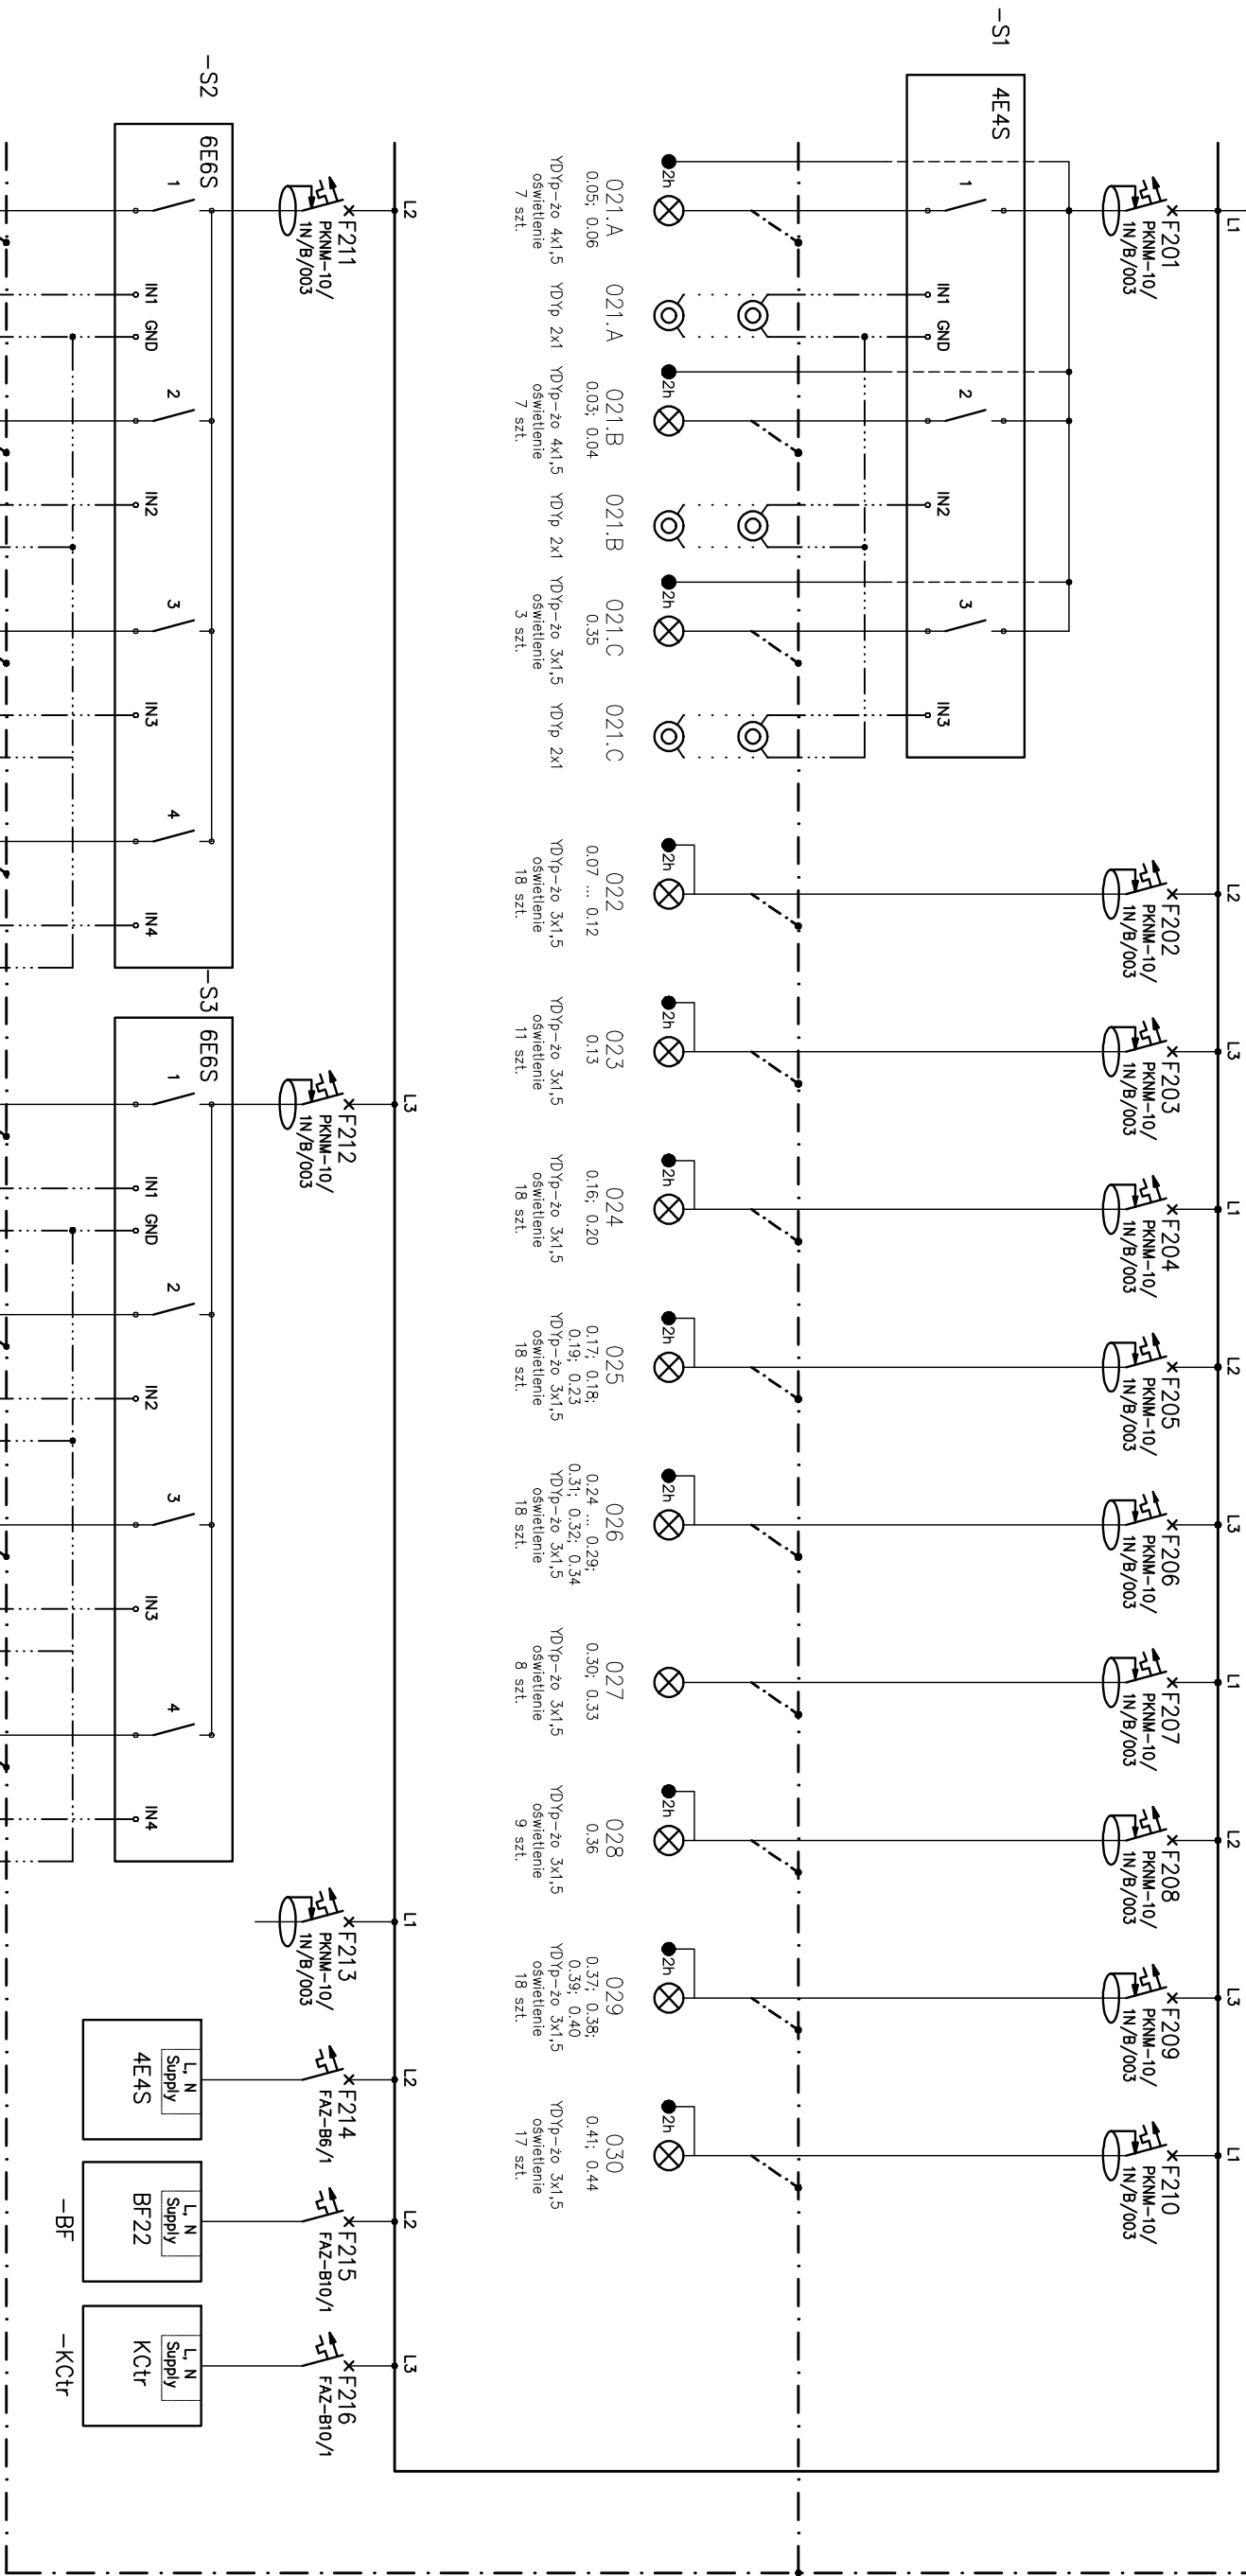 L1
F201
PKNM-10/
1N/B/003
L2
F202
PKNM-10/
1N/B/003
L3
F203
PKNM-10/
1N/B/003
L1
F204
PKNM-10/
1N/B/003
L2
F205
PKNM-10/
1N/B/003
L3
F206
PKNM-10/
1N/B/003
L1
F207
PKNM-10/
1N/B/003
L2
F208
PKNM-10/
1N/B/003
L3
F209
PKNM-10/
1N/B/003
L1
F210
PKNM-10/
1N/B/003
-S1
4E4S
1
IN1
GND
2
IN2
3
IN3
2h
2h
2h
2h
2h
2h
2h
2h
2h
2h
2h
021.A
0.05; 0.06
YDYp-żo 4x1,5
oświetlenie
7 szt.
021.A
YDYp 2x1
021.B
0.03; 0.04
YDYp-żo 4x1,5
oświetlenie
7 szt.
021.B
YDYp 2x1
021.C
0.35
YDYp-żo 3x1,5
oświetlenie
3 szt.
021.C
YDYp 2x1
022
0.07 ... 0.12
YDYp-żo 3x1,5
oświetlenie
18 szt.
023
0.13
YDYp-żo 3x1,5
oświetlenie
11 szt.
024
0.16; 0.20
YDYp-żo 3x1,5
oświetlenie
18 szt.
025
0.17; 0.18;
0.19; 0.23
YDYp-żo 3x1,5
oświetlenie
18 szt.
026
0.24 ... 0.29;
0.31; 0.32; 0.34
YDYp-żo 3x1,5
oświetlenie
18 szt.
027
0.30; 0.33
YDYp-żo 3x1,5
oświetlenie
8 szt.
028
0.36
YDYp-żo 3x1,5
oświetlenie
9 szt.
029
0.37; 0.38;
0.39; 0.40
YDYp-żo 3x1,5
oświetlenie
18 szt.
030
0.41; 0.44
YDYp-żo 3x1,5
oświetlenie
17 szt.
L2
F211
PKNM-10/
1N/B/003
L3
F212
PKNM-10/
1N/B/003
L1
F213
PKNM-10/
1N/B/003
L2
F214
FAZ-B6/1
L2
F215
FAZ-B10/1
L3
F216
FAZ-B10/1
-S2
6E6S
1
IN1
GND
2
IN2
3
IN3
4
IN4
-S3
6E6S
1
IN1
GND
2
IN2
3
IN3
4
IN4
L, N
Supply
4E4S
L, N
Supply
BF22
-BF
L, N
Supply
KCtr
-KCtr